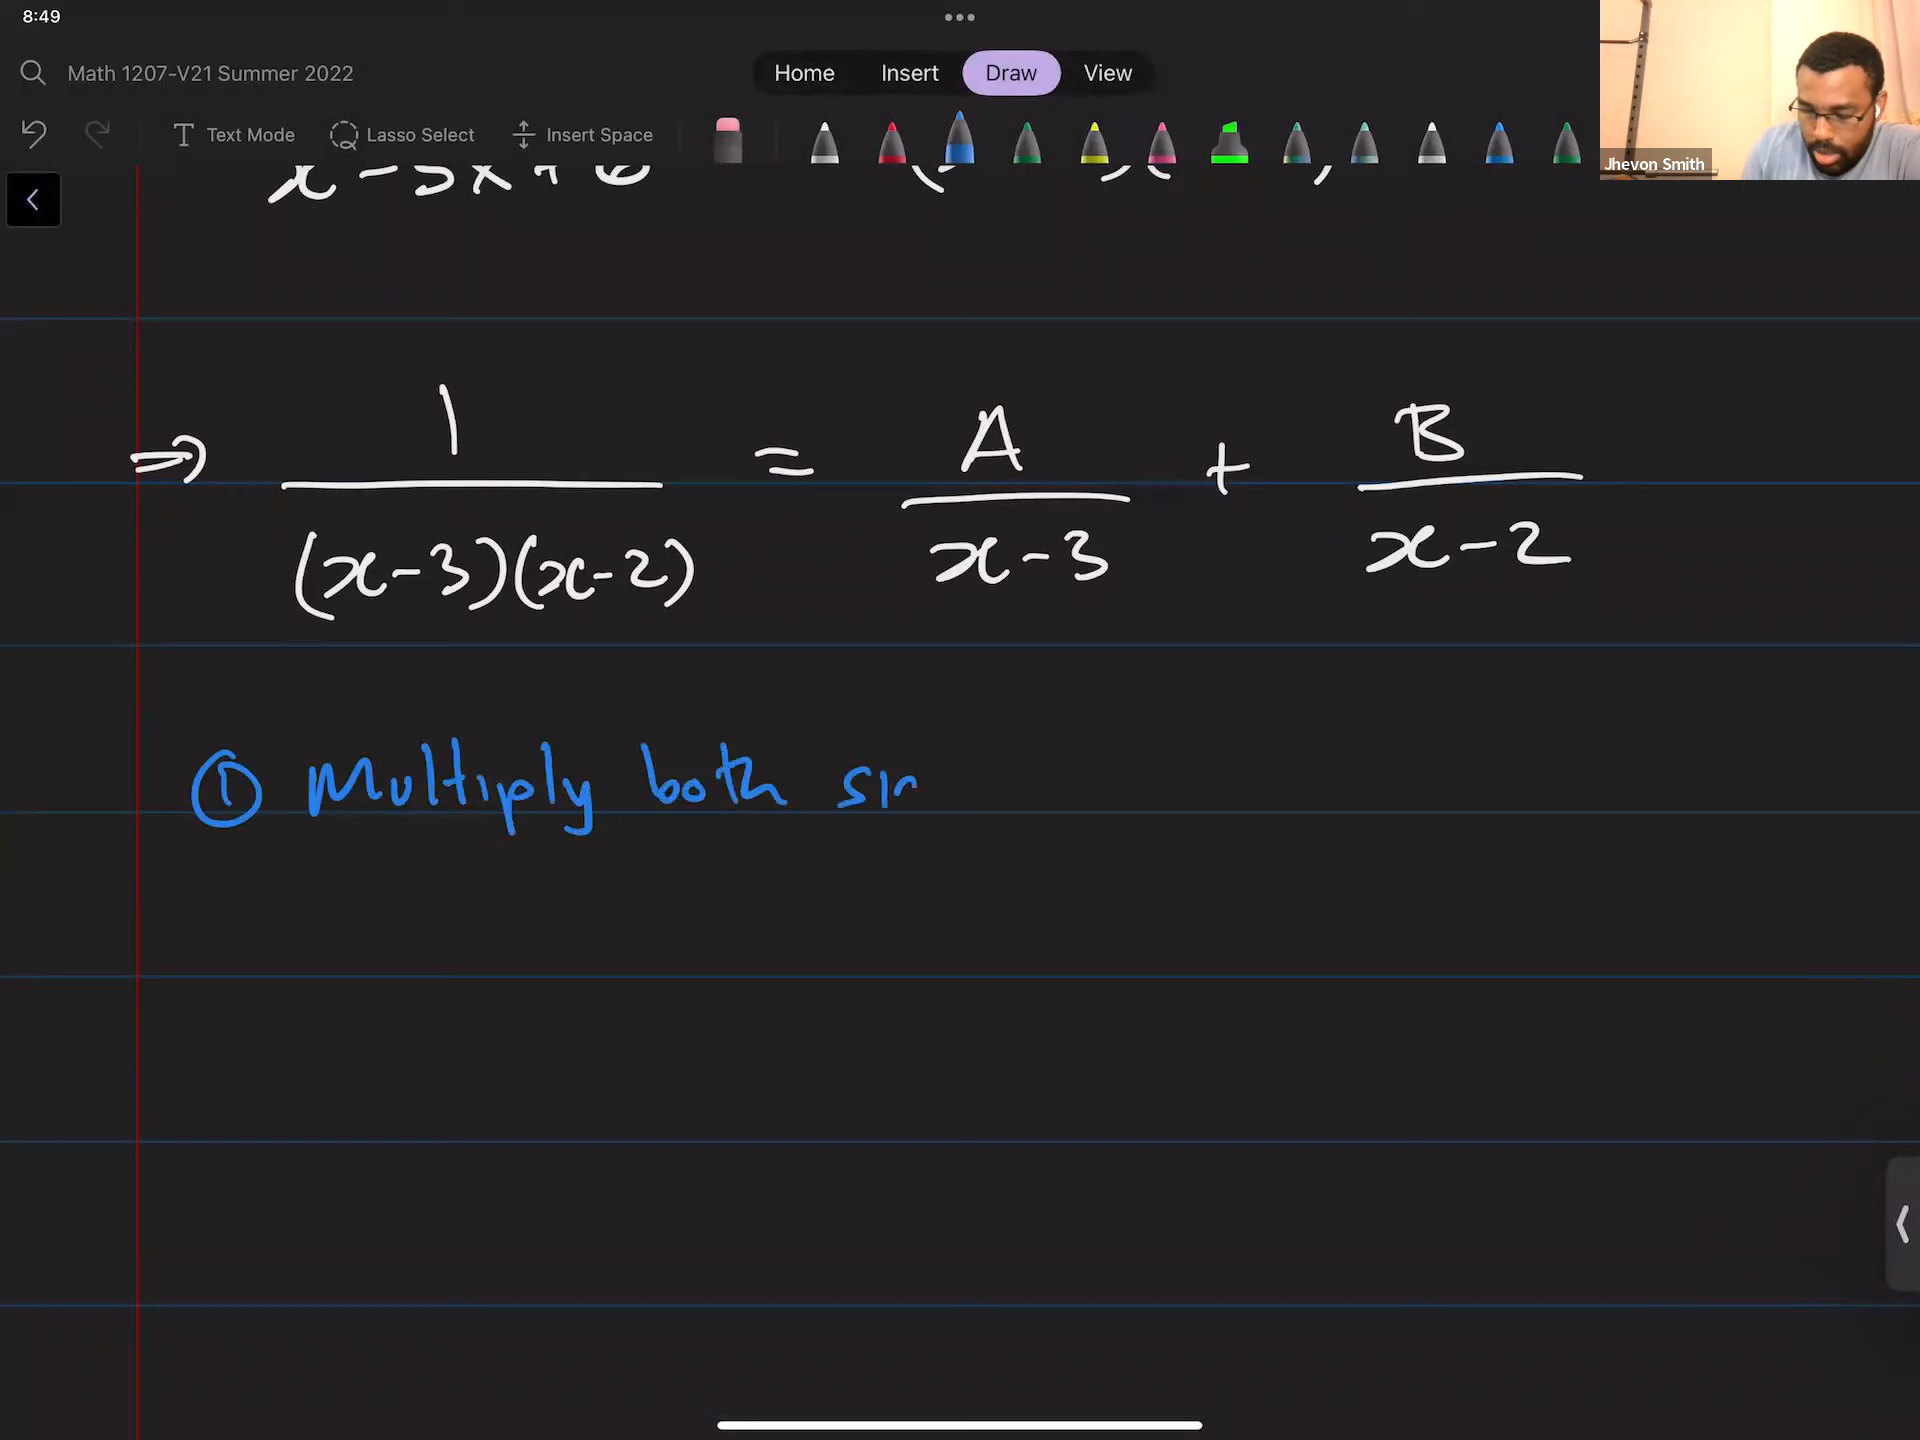 8:49
Math 1207-V21 Summer 2022
Home Insert Draw View
Text Mode Lasso Select Insert Space
Jhevon Smith
⇒ 1/((x-3)(x-2)) = A/(x-3) + B/(x-2)
① Multiply both